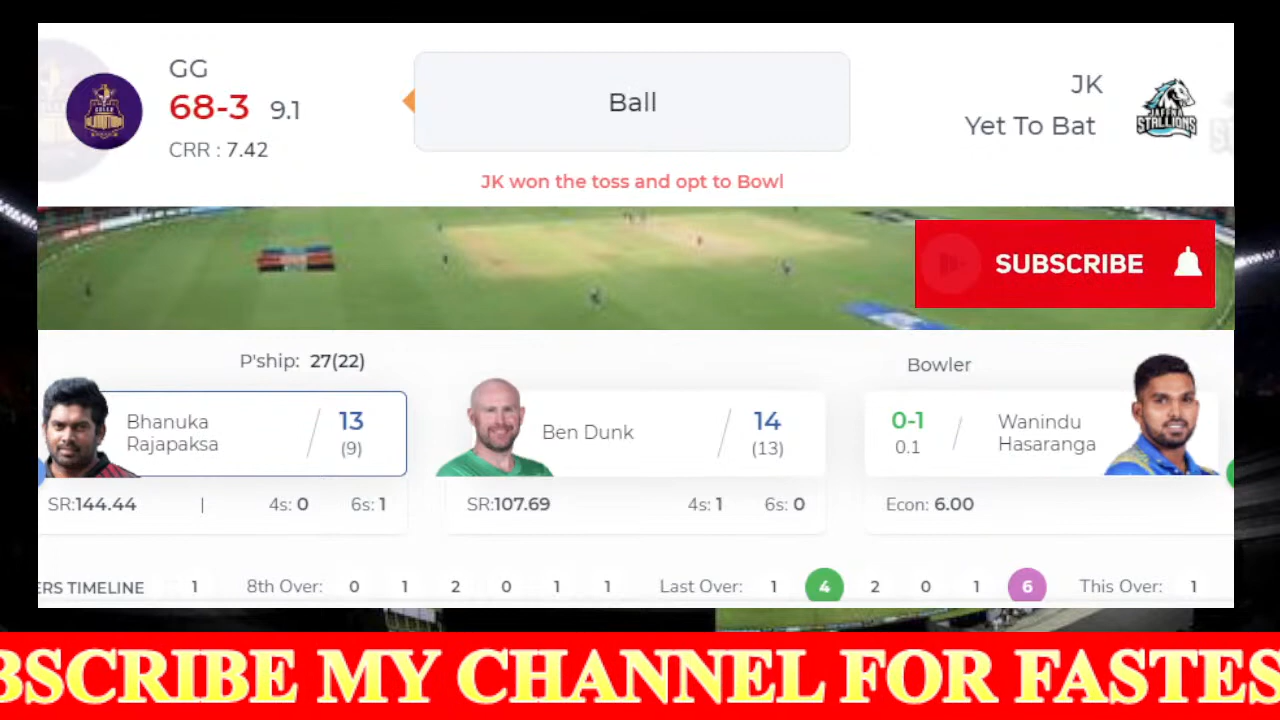 GG
68-3 9.1
CRR : 7.42
Ball
JK
Yet To Bat
JAFFNA
STALLIONS
JK won the toss and opt to Bowl
SUBSCRIBE
P'ship: 27(22)
Bhanuka
Rajapaksa
13
(9)
SR:144.44 | 4s: 0 6s: 1
Ben Dunk
14
(13)
SR:107.69 4s: 1 6s: 0
Bowler
0-1
0.1
Wanindu
Hasaranga
Econ: 6.00
ERS TIMELINE 1 8th Over: 0 1 2 0 1 1 Last Over: 1 4 2 0 1 6 This Over: 1
BSCRIBE MY CHANNEL FOR FASTES